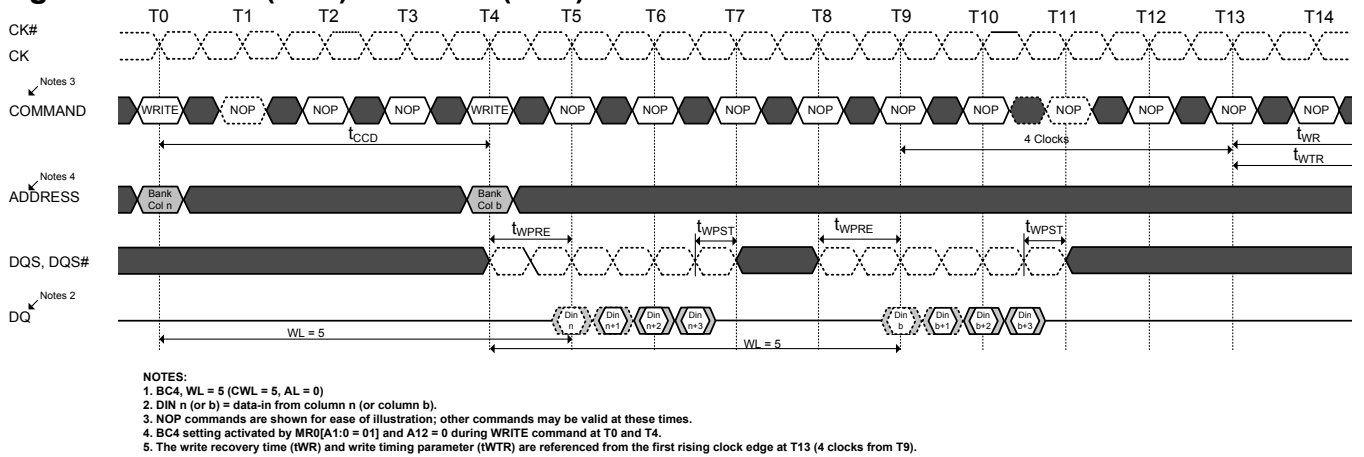 T0 T1 T2 T3 T4 T5 T6 T7 T8 T9 T10 T11 T12 T13 T14
CK#
CK
Notes 3
COMMAND
WRITE NOP NOP NOP WRITE NOP NOP NOP NOP NOP NOP NOP NOP NOP NOP
tCCD
4 Clocks
tWR
tWTR
Notes 4
ADDRESS
Bank Bank
Col n Col b
tWPRE tWPST tWPRE tWPST
DQS, DQS#
Notes 2
DQ
Din Din Din Din Din Din Din Din
n n+1 n+2 n+3 b b+1 b+2 b+3
WL = 5
WL = 5
NOTES:
1. BC4, WL = 5 (CWL = 5, AL = 0)
2. DIN n (or b) = data-in from column n (or column b).
3. NOP commands are shown for ease of illustration; other commands may be valid at these times.
4. BC4 setting activated by MR0[A1:0 = 01] and A12 = 0 during WRITE command at T0 and T4.
5. The write recovery time (tWR) and write timing parameter (tWTR) are referenced from the first rising clock edge at T13 (4 clocks from T9).